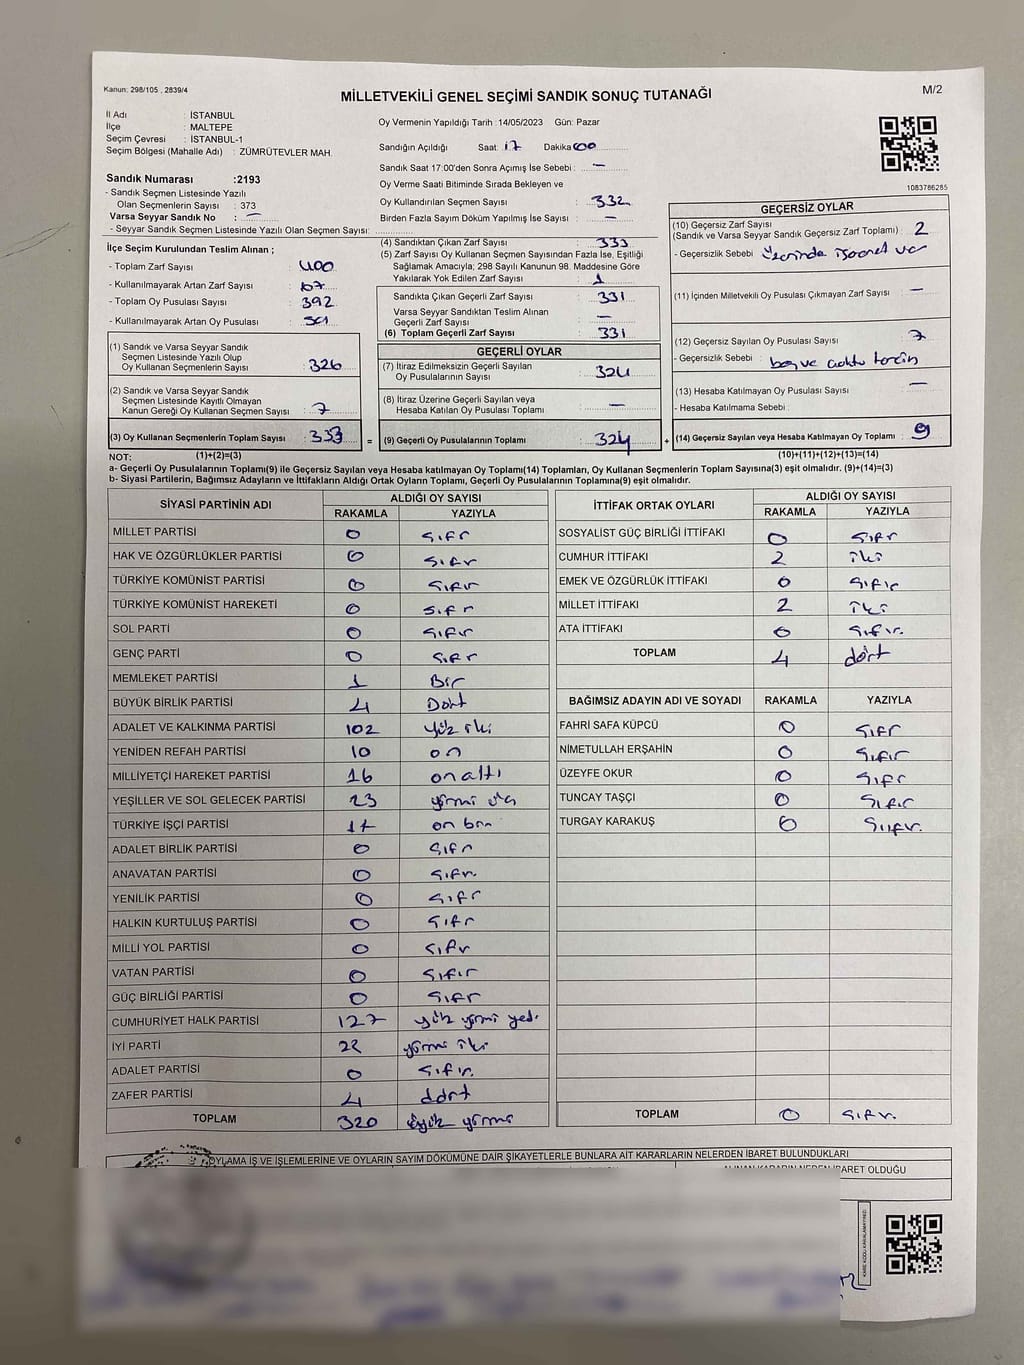 Kanun: 298/105 , 2839/4
MİLLETVEKİLİ GENEL SEÇİMİ SANDIK SONUÇ TUTANAĞI
M/2
İl Adı : İSTANBUL
İlçe : MALTEPE
Seçim Çevresi : İSTANBUL-1
Seçim Bölgesi (Mahalle Adı) : ZÜMRÜTEVLER MAH.
Sandık Numarası :2193
- Sandık Seçmen Listesinde Yazılı
Olan Seçmenlerin Sayısı : 373
Varsa Seyyar Sandık No : —
- Seyyar Sandık Seçmen Listesinde Yazılı Olan Seçmen Sayısı:
İlçe Seçim Kurulundan Teslim Alınan ;
- Toplam Zarf Sayısı : 400
- Kullanılmayarak Artan Zarf Sayısı : 67
- Toplam Oy Pusulası Sayısı : 392
- Kullanılmayarak Artan Oy Pusulası :
(1) Sandık ve Varsa Seyyar Sandık
Seçmen Listesinde Yazılı Olup
Oy Kullanan Seçmenlerin Sayısı : 326
(2) Sandık ve Varsa Seyyar Sandık
Seçmen Listesinde Kayıtlı Olmayan
Kanun Gereği Oy Kullanan Seçmen Sayısı : 7
(3) Oy Kullanan Seçmenlerin Toplam Sayısı : 333
Oy Vermenin Yapıldığı Tarih :14/05/2023 Gün: Pazar
Sandığın Açıldığı Saat: 17 Dakika 00
Sandık Saat 17:00'den Sonra Açımış İse Sebebi : —
Oy Verme Saati Bitiminde Sırada Bekleyen ve
Oy Kullandırılan Seçmen Sayısı : 332
Birden Fazla Sayım Döküm Yapılmış İse Sayısı : —
(4) Sandıktan Çıkan Zarf Sayısı : 333
(5) Zarf Sayısı Oy Kullanan Seçmen Sayısından Fazla İse, Eşitliği
Sağlamak Amacıyla; 298 Sayılı Kanunun 98. Maddesine Göre
Yakılarak Yok Edilen Zarf Sayısı : 1
Sandıkta Çıkan Geçerli Zarf Sayısı : 331
Varsa Seyyar Sandıktan Teslim Alınan
Geçerli Zarf Sayısı : —
(6) Toplam Geçerli Zarf Sayısı : 331
GEÇERLİ OYLAR
(7) İtiraz Edilmeksizin Geçerli Sayılan
Oy Pusulalarının Sayısı : 324
(8) İtiraz Üzerine Geçerli Sayılan veya
Hesaba Katılan Oy Pusulası Toplamı : —
= (9) Geçerli Oy Pusulalarının Toplamı : 324
1083786285
GEÇERSİZ OYLAR
(10) Geçersiz Zarf Sayısı
(Sandık ve Varsa Seyyar Sandık Geçersiz Zarf Toplamı) : 2
- Geçersizlik Sebebi : Üzerinde işaret var
(11) İçinden Milletvekili Oy Pusulası Çıkmayan Zarf Sayısı : —
(12) Geçersiz Sayılan Oy Pusulası Sayısı : 7
- Geçersizlik Sebebi :
(13) Hesaba Katılmayan Oy Pusulası Sayısı : —
- Hesaba Katılmama Sebebi :
+ (14) Geçersiz Sayılan veya Hesaba Katılmayan Oy Toplamı : 9
NOT: (1)+(2)=(3) (10)+(11)+(12)+(13)=(14)
a- Geçerli Oy Pusulalarının Toplamı(9) ile Geçersiz Sayılan veya Hesaba katılmayan Oy Toplamı(14) Toplamları, Oy Kullanan Seçmenlerin Toplam Sayısına(3) eşit olmalıdır. (9)+(14)=(3)
b- Siyasi Partilerin, Bağımsız Adayların ve İttifakların Aldığı Ortak Oyların Toplamı, Geçerli Oy Pusulalarının Toplamına(9) eşit olmalıdır.
SİYASİ PARTİNİN ADI ALDIĞI OY SAYISI
RAKAMLA YAZIYLA
MİLLET PARTİSİ 0 Sıfır
HAK VE ÖZGÜRLÜKLER PARTİSİ 0 Sıfır
TÜRKİYE KOMÜNİST PARTİSİ 0 Sıfır
TÜRKİYE KOMÜNİST HAREKETİ 0 Sıfır
SOL PARTİ 0 Sıfır
GENÇ PARTİ 0 Sıfır
MEMLEKET PARTİSİ 1 Bir
BÜYÜK BİRLİK PARTİSİ 4 Dört
ADALET VE KALKINMA PARTİSİ 102 Yüz iki
YENİDEN REFAH PARTİSİ 10 on
MİLLİYETÇİ HAREKET PARTİSİ 16 on altı
YEŞİLLER VE SOL GELECEK PARTİSİ 23 yirmi üç
TÜRKİYE İŞÇİ PARTİSİ 11 on bir
ADALET BİRLİK PARTİSİ 0 Sıfır
ANAVATAN PARTİSİ 0 Sıfır
YENİLİK PARTİSİ 0 Sıfır
HALKIN KURTULUŞ PARTİSİ 0 Sıfır
MİLLİ YOL PARTİSİ 0 Sıfır
VATAN PARTİSİ 0 Sıfır
GÜÇ BİRLİĞİ PARTİSİ 0 Sıfır
CUMHURİYET HALK PARTİSİ 127 yüz yirmi yedi
İYİ PARTİ 22 yirmi iki
ADALET PARTİSİ 0 Sıfır.
ZAFER PARTİSİ 4 dört
TOPLAM 320 üçyüz yirmi
İTTİFAK ORTAK OYLARI ALDIĞI OY SAYISI
RAKAMLA YAZIYLA
SOSYALİST GÜÇ BİRLİĞİ İTTİFAKI 0 Sıfır
CUMHUR İTTİFAKI 2 iki
EMEK VE ÖZGÜRLÜK İTTİFAKI 0 Sıfır
MİLLET İTTİFAKI 2 iki
ATA İTTİFAKI 0 Sıfır.
TOPLAM 4 dört
BAĞIMSIZ ADAYIN ADI VE SOYADI RAKAMLA YAZIYLA
FAHRİ SAFA KÜPCÜ 0 Sıfır
NİMETULLAH ERŞAHİN 0 Sıfır
ÜZEYFE OKUR 0 Sıfır
TUNCAY TAŞÇI 0 Sıfır
TURGAY KARAKUŞ 0 Sıfır.
TOPLAM 0 Sıfır.
OYLAMA İŞ VE İŞLEMLERİNE VE OYLARIN SAYIM DÖKÜMÜNE DAİR ŞİKAYETLERLE BUNLARA AİT KARARLARIN NELERDEN İBARET BULUNDUKLARI
ALINAN KARARIN NEDEN İBARET OLDUĞU